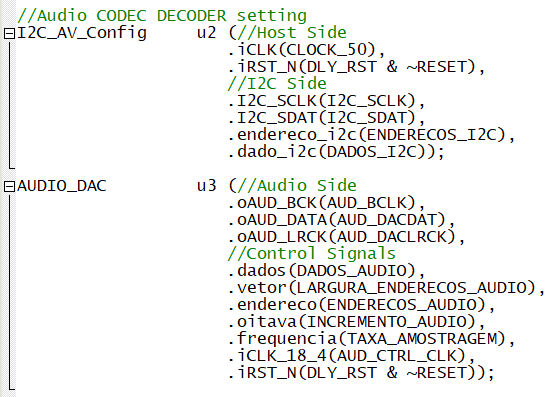 //Audio CODEC DECODER setting
I2C_AV_Config u2 (//Host Side
.iCLK(CLOCK_50),
.iRST_N(DLY_RST & ~RESET),
//I2C Side
.I2C_SCLK(I2C_SCLK),
.I2C_SDAT(I2C_SDAT),
.endereco_i2c(ENDERECOS_I2C),
.dado_i2c(DADOS_I2C));
AUDIO_DAC u3 (//Audio Side
.oAUD_BCK(AUD_BCLK),
.oAUD_DATA(AUD_DACDAT),
.oAUD_LRCK(AUD_DACLRCK),
//Control Signals
.dados(DADOS_AUDIO),
.vetor(LARGURA_ENDERECOS_AUDIO),
.endereco(ENDERECOS_AUDIO),
.oitava(INCREMENTO_AUDIO),
.frequencia(TAXA_AMOSTRAGEM),
.iCLK_18_4(AUD_CTRL_CLK),
.iRST_N(DLY_RST & ~RESET));